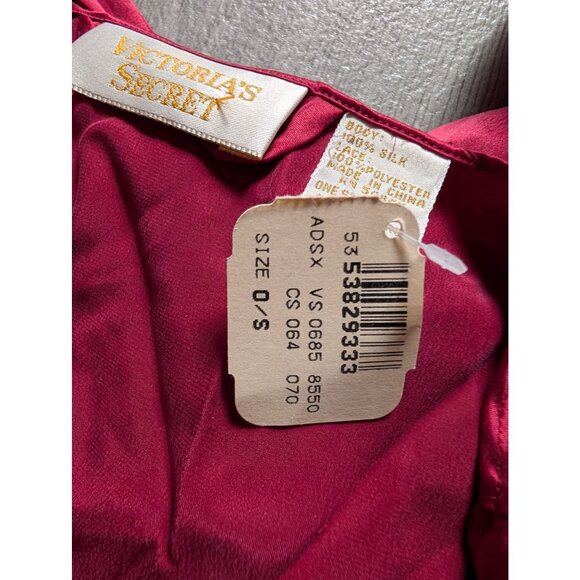 VICTORIA'S
SECRET
BODY:
100% SILK
LACE:
100% POLYESTER
MADE IN CHINA
ONE
53 53829333
ADSX VS 0685 8550
CS 064 070
SIZE O/S